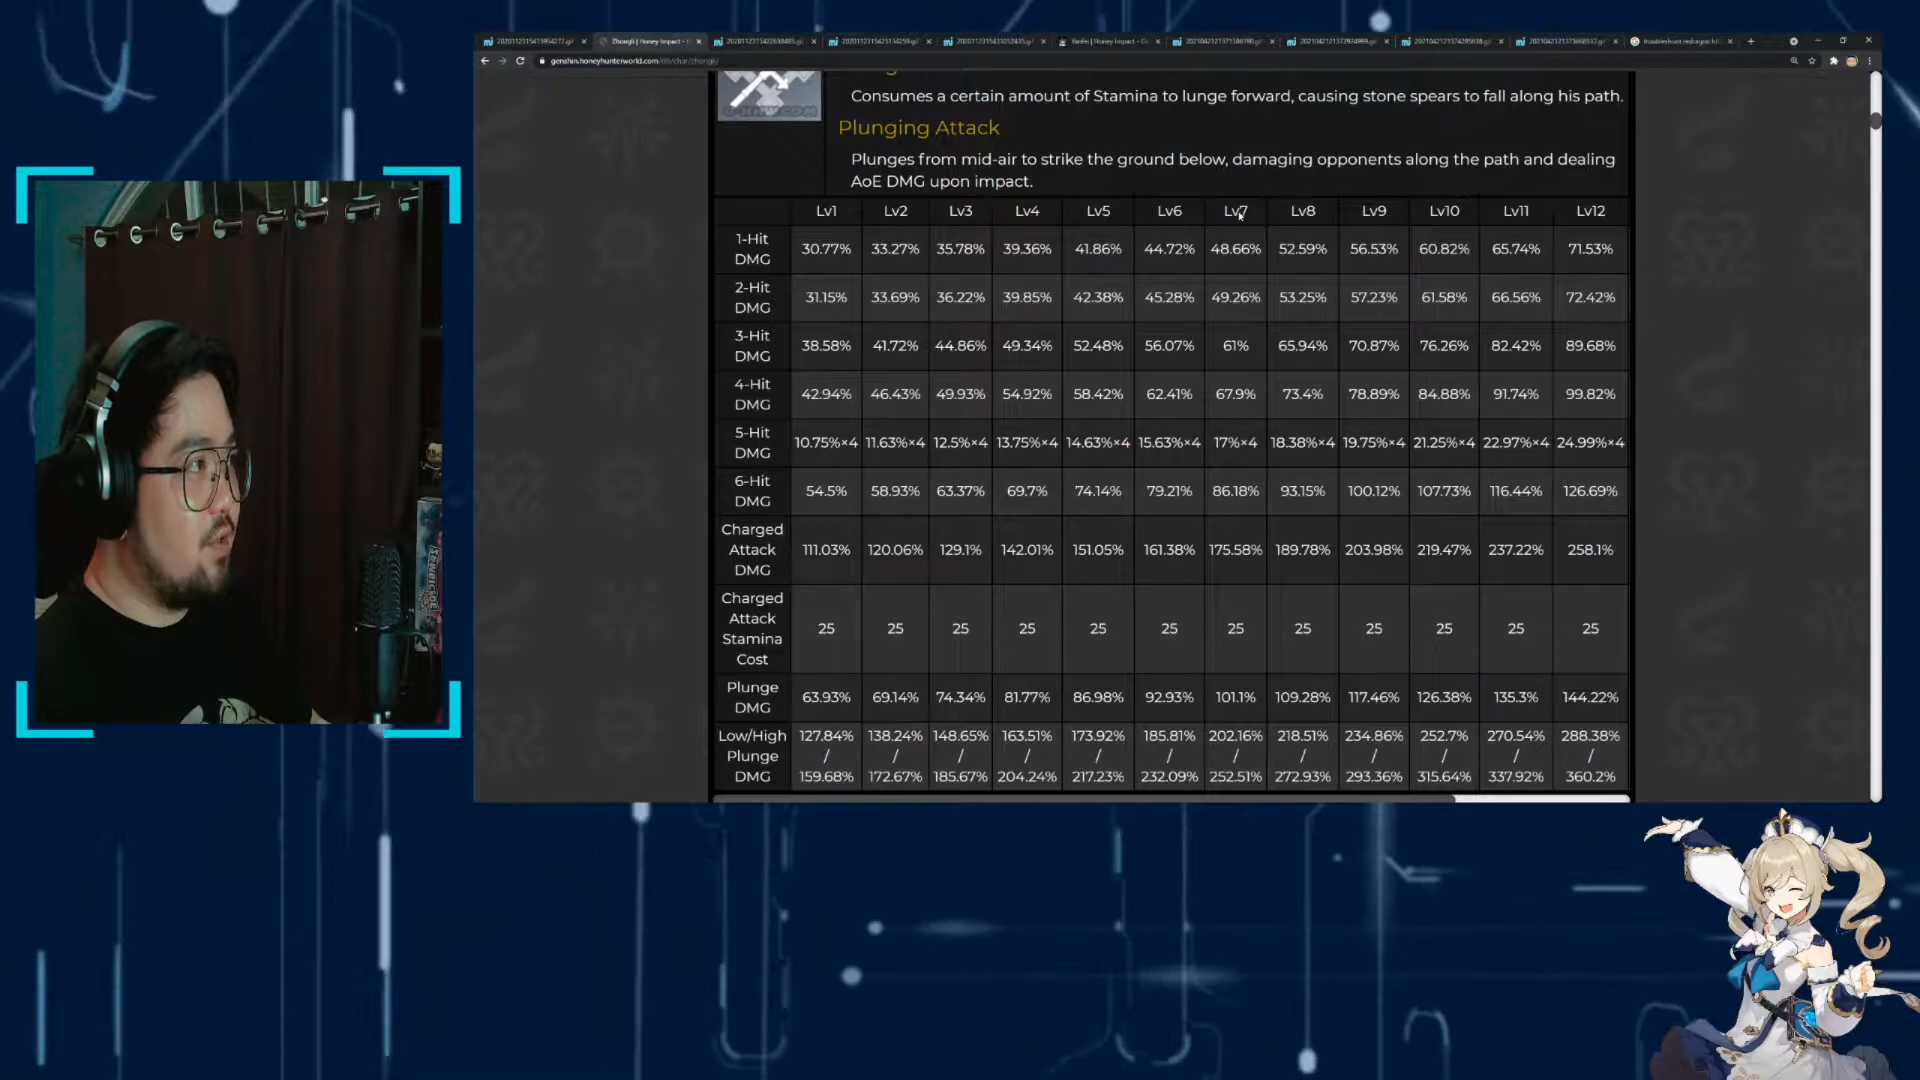 Zhongli | Honey Impact -
genshin.honeyhunterworld.com/db/char/zhongli/
Consumes a certain amount of Stamina to lunge forward, causing stone spears to fall along his path.
Plunging Attack
Plunges from mid-air to strike the ground below, damaging opponents along the path and dealing
AoE DMG upon impact.
Lv1 Lv2 Lv3 Lv4 Lv5 Lv6 Lv7 Lv8 Lv9 Lv10 Lv11 Lv12
1-Hit
DMG
30.77% 33.27% 35.78% 39.36% 41.86% 44.72% 48.66% 52.59% 56.53% 60.82% 65.74% 71.53%
2-Hit
DMG
31.15% 33.69% 36.22% 39.85% 42.38% 45.28% 49.26% 53.25% 57.23% 61.58% 66.56% 72.42%
3-Hit
DMG
38.58% 41.72% 44.86% 49.34% 52.48% 56.07% 61% 65.94% 70.87% 76.26% 82.42% 89.68%
4-Hit
DMG
42.94% 46.43% 49.93% 54.92% 58.42% 62.41% 67.9% 73.4% 78.89% 84.88% 91.74% 99.82%
5-Hit
DMG
10.75%×4 11.63%×4 12.5%×4 13.75%×4 14.63%×4 15.63%×4 17%×4 18.38%×4 19.75%×4 21.25%×4 22.97%×4 24.99%×4
6-Hit
DMG
54.5% 58.93% 63.37% 69.7% 74.14% 79.21% 86.18% 93.15% 100.12% 107.73% 116.44% 126.69%
Charged
Attack
DMG
111.03% 120.06% 129.1% 142.01% 151.05% 161.38% 175.58% 189.78% 203.98% 219.47% 237.22% 258.1%
Charged
Attack
Stamina
Cost
25 25 25 25 25 25 25 25 25 25 25 25
Plunge
DMG
63.93% 69.14% 74.34% 81.77% 86.98% 92.93% 101.1% 109.28% 117.46% 126.38% 135.3% 144.22%
Low/High
Plunge
DMG
127.84% 138.24% 148.65% 163.51% 173.92% 185.81% 202.16% 218.51% 234.86% 252.7% 270.54% 288.38%
/ / / / / / / / / / / /
159.68% 172.67% 185.67% 204.24% 217.23% 232.09% 252.51% 272.93% 293.36% 315.64% 337.92% 360.2%